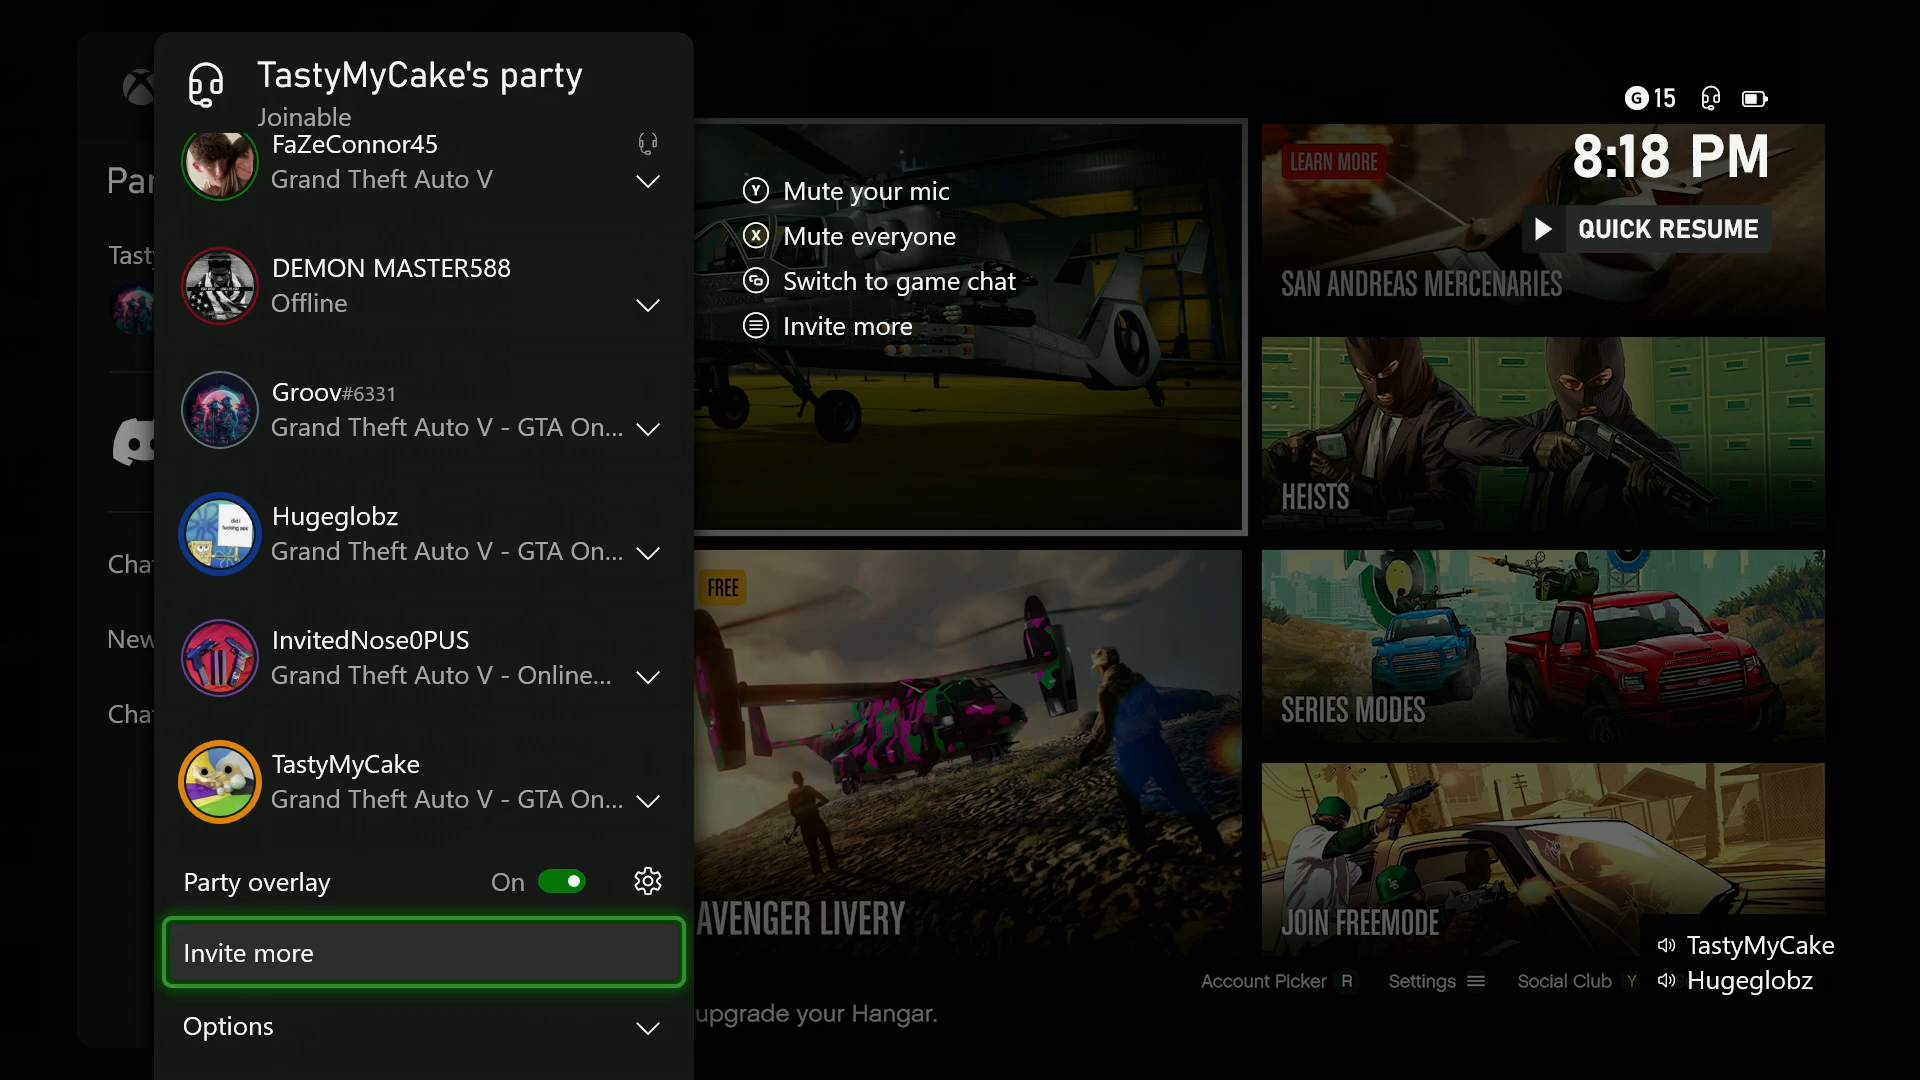 TastyMyCake's party
Joinable
FaZeConnor45
Grand Theft Auto V
DEMON MASTER588
Offline
Groov#6331
Grand Theft Auto V - GTA On...
Hugeglobz
Grand Theft Auto V - GTA On...
did I
fucking ask
InvitedNose0PUS
Grand Theft Auto V - Online...
TastyMyCake
Grand Theft Auto V - GTA On...
Party overlay
On
Invite more
Options
Par
Tasty
Cha
New
Cha
Y Mute your mic
X Mute everyone
Switch to game chat
Invite more
G 15
8:18 PM
QUICK RESUME
LEARN MORE
SAN ANDREAS MERCENARIES
HEISTS
SERIES MODES
JOIN FREEMODE
FREE
AVENGER LIVERY
Account Picker R
Settings
Social Club Y
upgrade your Hangar.
TastyMyCake
Hugeglobz